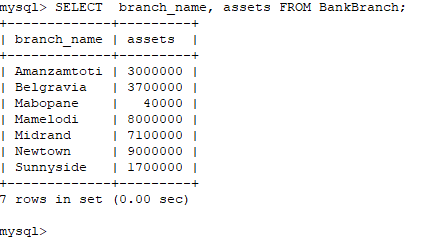 mysql> SELECT  branch_name, assets FROM BankBranch;
+-------------+---------+
| branch_name | assets  |
+-------------+---------+
| Amanzamtoti | 3000000 |
| Belgravia   | 3700000 |
| Mabopane    |   40000 |
| Mamelodi    | 8000000 |
| Midrand     | 7100000 |
| Newtown     | 9000000 |
| Sunnyside   | 1700000 |
+-------------+---------+
7 rows in set (0.00 sec)
mysql>